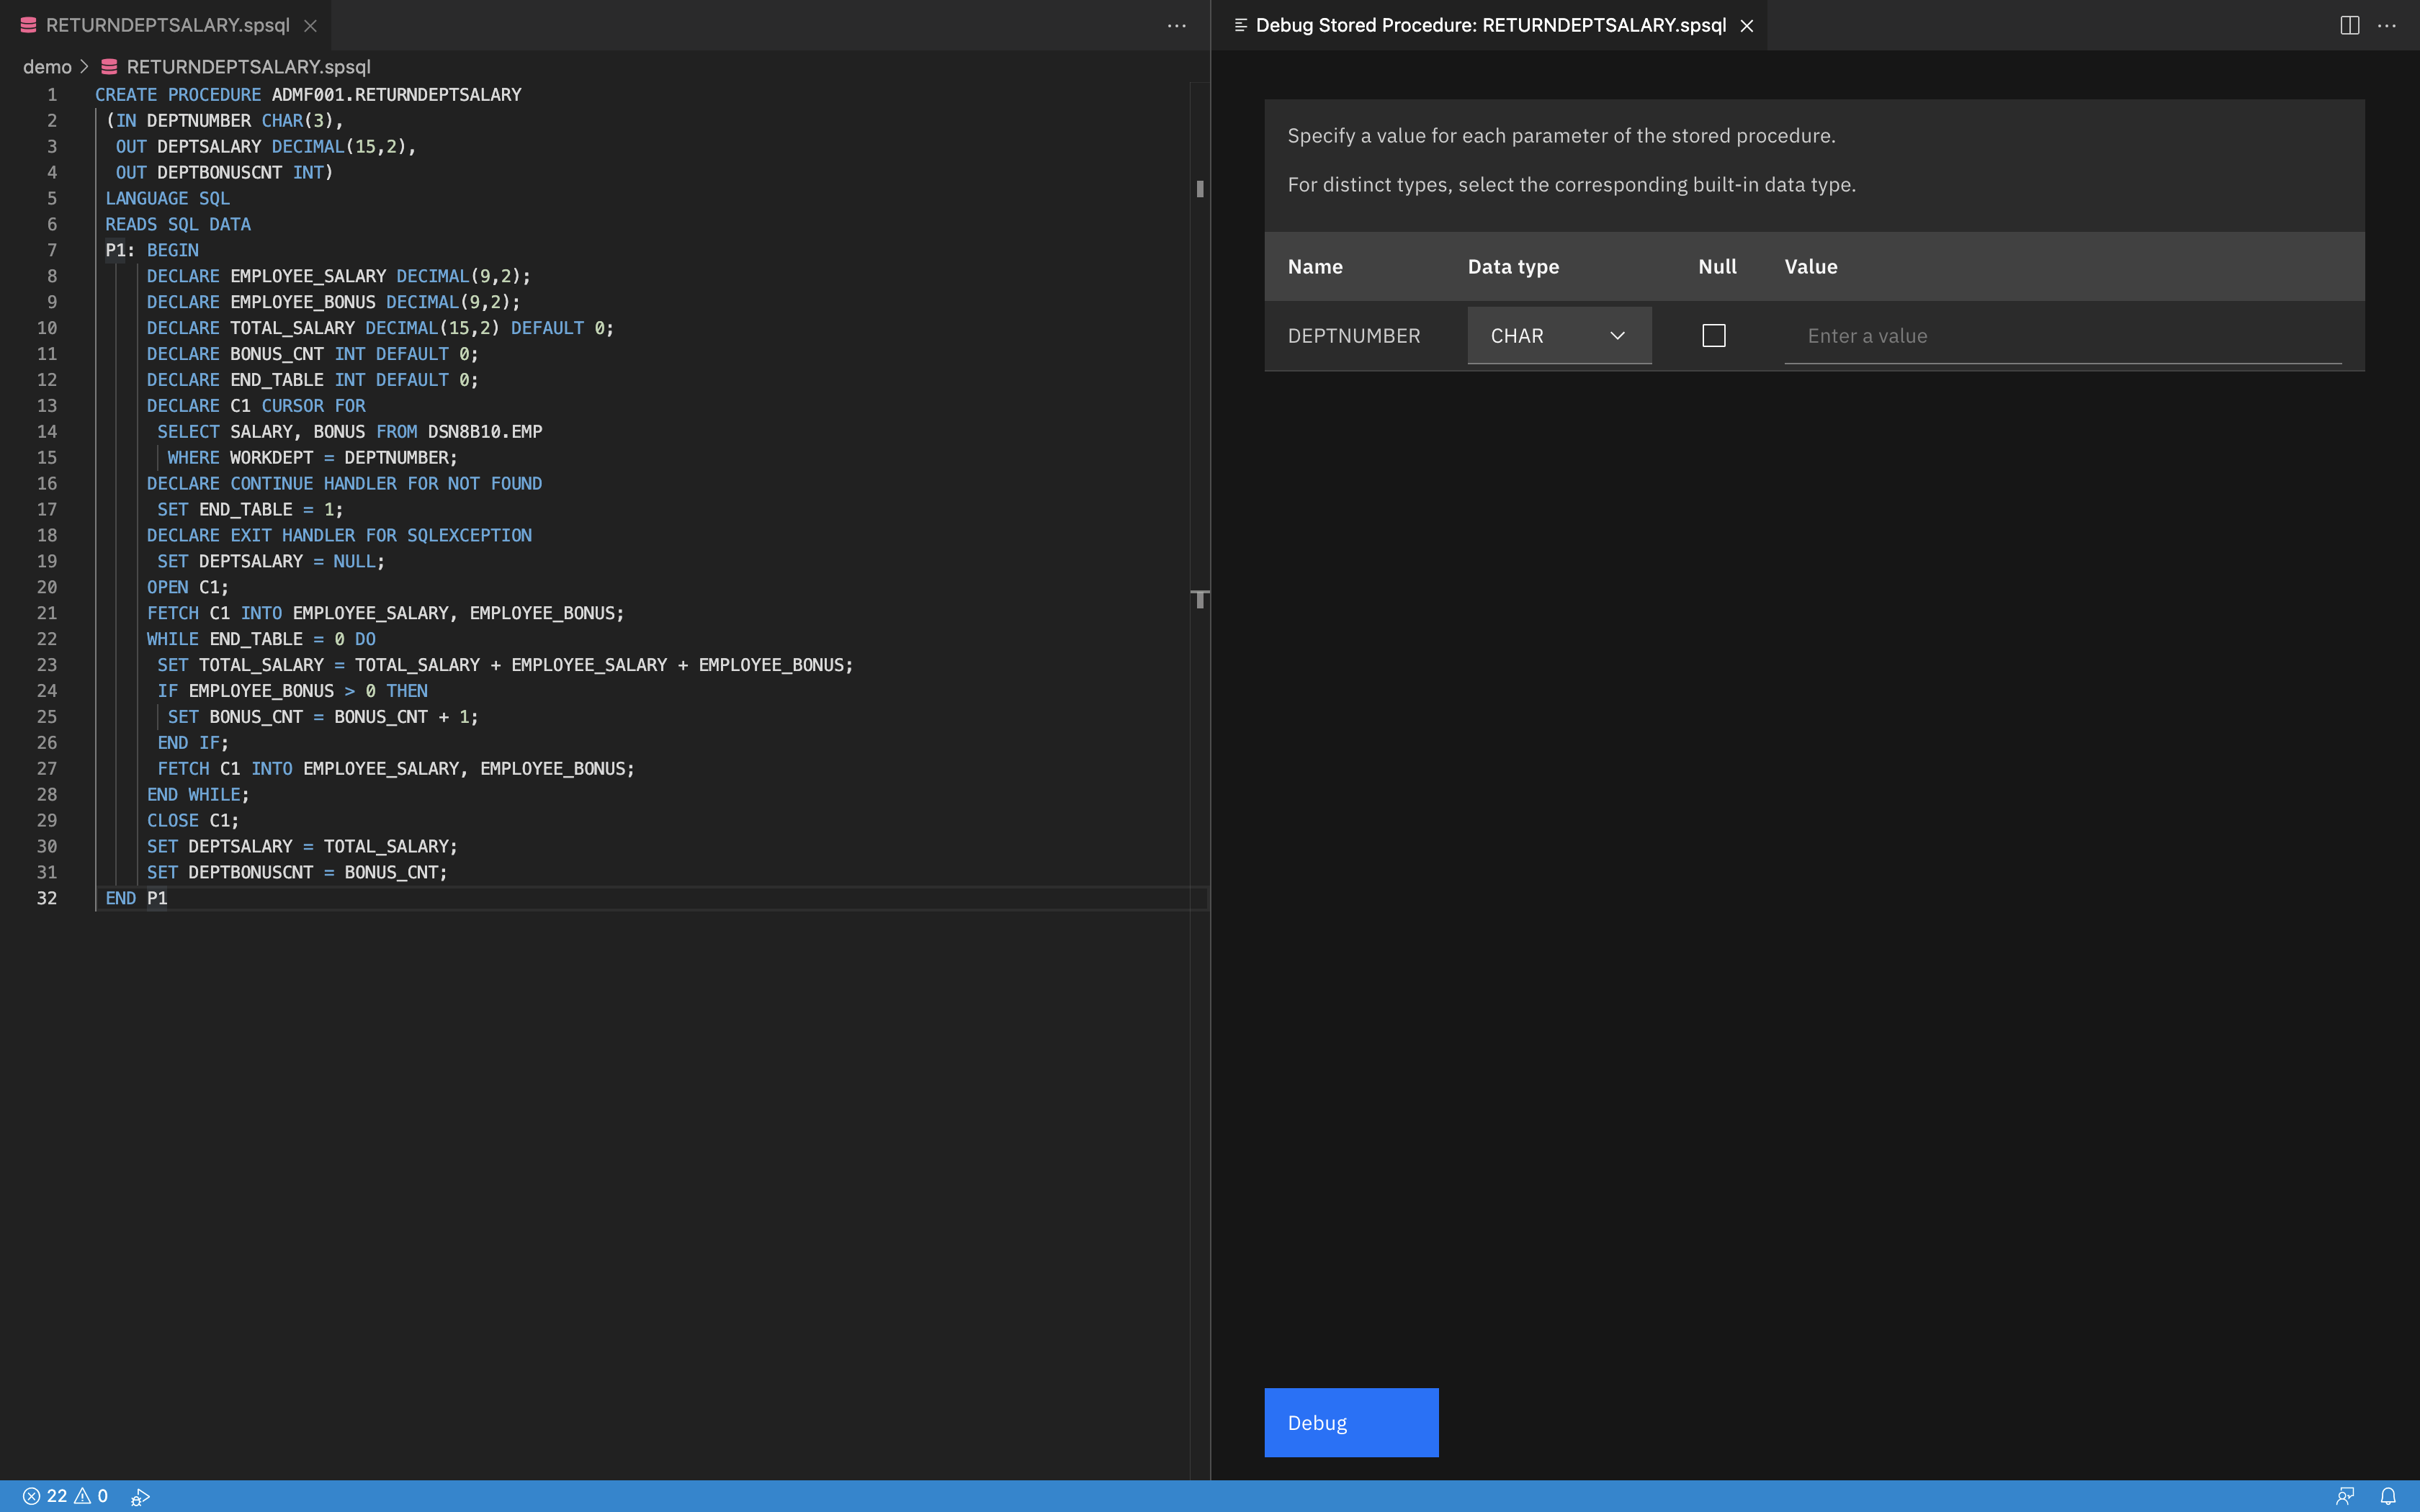 RETURNDEPTSALARY.spsql
demo > RETURNDEPTSALARY.spsql
1 CREATE PROCEDURE ADMF001.RETURNDEPTSALARY
2 (IN DEPTNUMBER CHAR(3),
3 OUT DEPTSALARY DECIMAL(15,2),
4 OUT DEPTBONUSCNT INT)
5 LANGUAGE SQL
6 READS SQL DATA
7 P1: BEGIN
8 DECLARE EMPLOYEE_SALARY DECIMAL(9,2);
9 DECLARE EMPLOYEE_BONUS DECIMAL(9,2);
10 DECLARE TOTAL_SALARY DECIMAL(15,2) DEFAULT 0;
11 DECLARE BONUS_CNT INT DEFAULT 0;
12 DECLARE END_TABLE INT DEFAULT 0;
13 DECLARE C1 CURSOR FOR
14 SELECT SALARY, BONUS FROM DSN8B10.EMP
15 WHERE WORKDEPT = DEPTNUMBER;
16 DECLARE CONTINUE HANDLER FOR NOT FOUND
17 SET END_TABLE = 1;
18 DECLARE EXIT HANDLER FOR SQLEXCEPTION
19 SET DEPTSALARY = NULL;
20 OPEN C1;
21 FETCH C1 INTO EMPLOYEE_SALARY, EMPLOYEE_BONUS;
22 WHILE END_TABLE = 0 DO
23 SET TOTAL_SALARY = TOTAL_SALARY + EMPLOYEE_SALARY + EMPLOYEE_BONUS;
24 IF EMPLOYEE_BONUS > 0 THEN
25 SET BONUS_CNT = BONUS_CNT + 1;
26 END IF;
27 FETCH C1 INTO EMPLOYEE_SALARY, EMPLOYEE_BONUS;
28 END WHILE;
29 CLOSE C1;
30 SET DEPTSALARY = TOTAL_SALARY;
31 SET DEPTBONUSCNT = BONUS_CNT;
32 END P1
Debug Stored Procedure: RETURNDEPTSALARY.spsql
Specify a value for each parameter of the stored procedure.
For distinct types, select the corresponding built-in data type.
Name Data type Null Value
DEPTNUMBER CHAR Enter a value
Debug
22 0